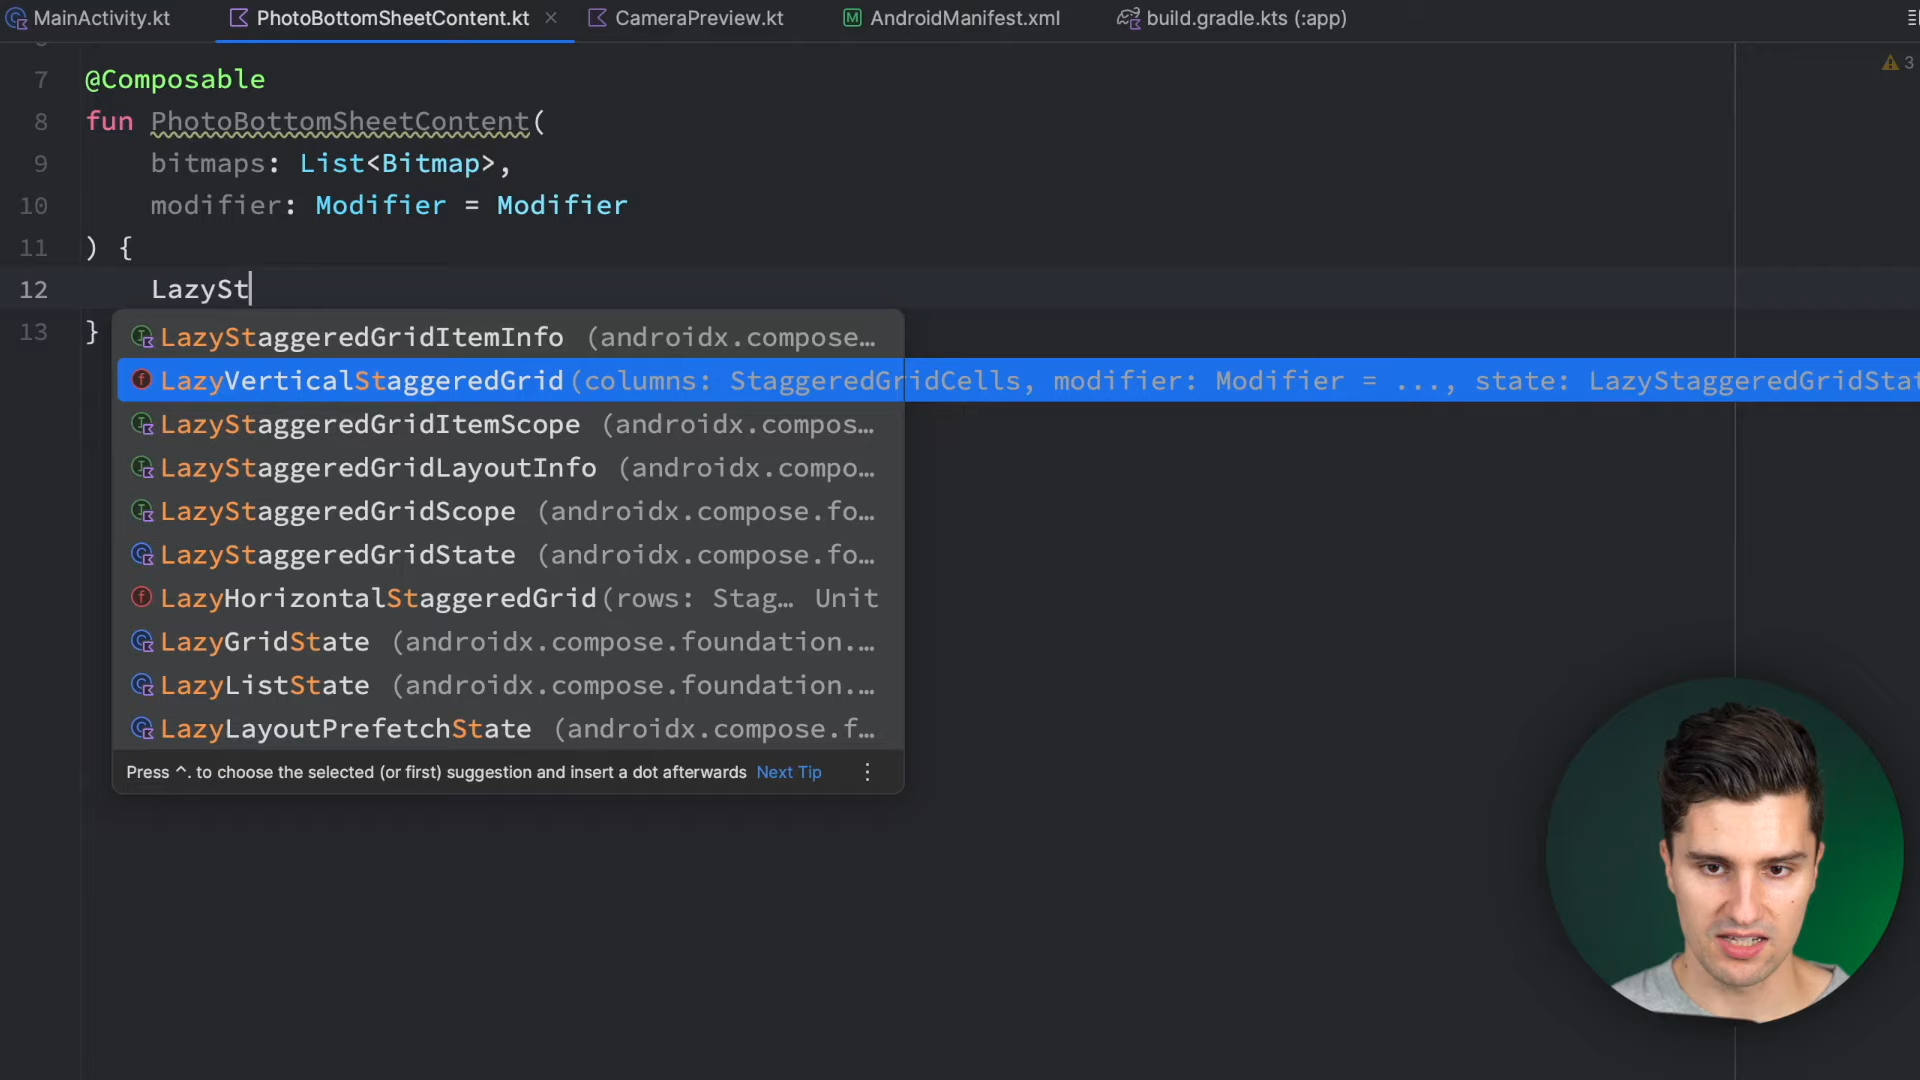 MainActivity.kt PhotoBottomSheetContent.kt CameraPreview.kt AndroidManifest.xml build.gradle.kts (:app)
3
7 @Composable
8 fun PhotoBottomSheetContent(
9 bitmaps: List<Bitmap>,
10 modifier: Modifier = Modifier
11 ) {
12 LazySt
13 }
LazyStaggeredGridItemInfo (androidx.compose…
LazyVerticalStaggeredGrid(columns: StaggeredGridCells, modifier: Modifier = ..., state: LazyStaggeredGridStat
LazyStaggeredGridItemScope (androidx.compos…
LazyStaggeredGridLayoutInfo (androidx.compo…
LazyStaggeredGridScope (androidx.compose.fo…
LazyStaggeredGridState (androidx.compose.fo…
LazyHorizontalStaggeredGrid(rows: Stag… Unit
LazyGridState (androidx.compose.foundation.…
LazyListState (androidx.compose.foundation.…
LazyLayoutPrefetchState (androidx.compose.f…
Press ^. to choose the selected (or first) suggestion and insert a dot afterwards Next Tip